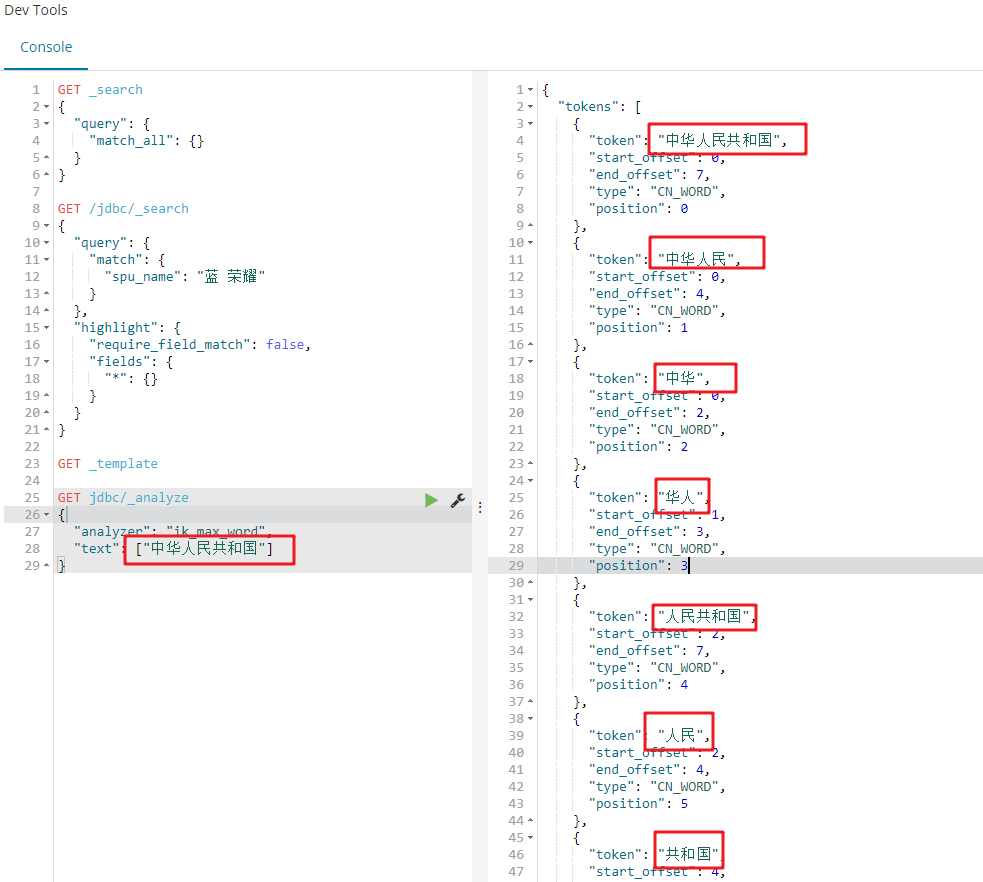 Dev Tools
Console
1 GET _search
2 {
3 "query": {
4 "match_all": {}
5 }
6 }
7
8 GET /jdbc/_search
9 {
10 "query": {
11 "match": {
12 "spu_name": "蓝 荣耀"
13 }
14 },
15 "highlight": {
16 "require_field_match": false,
17 "fields": {
18 "*": {}
19 }
20 }
21 }
22
23 GET _template
24
25 GET jdbc/_analyze
26 {
27 "analyzer": "ik_max_word",
28 "text": ["中华人民共和国"]
29 }
1 {
2 "tokens": [
3 {
4 "token": "中华人民共和国",
5 "start_offset": 0,
6 "end_offset": 7,
7 "type": "CN_WORD",
8 "position": 0
9 },
10 {
11 "token": "中华人民",
12 "start_offset": 0,
13 "end_offset": 4,
14 "type": "CN_WORD",
15 "position": 1
16 },
17 {
18 "token": "中华",
19 "start_offset": 0,
20 "end_offset": 2,
21 "type": "CN_WORD",
22 "position": 2
23 },
24 {
25 "token": "华人",
26 "start_offset": 1,
27 "end_offset": 3,
28 "type": "CN_WORD",
29 "position": 3
30 },
31 {
32 "token": "人民共和国",
33 "start_offset": 2,
34 "end_offset": 7,
35 "type": "CN_WORD",
36 "position": 4
37 },
38 {
39 "token": "人民",
40 "start_offset": 2,
41 "end_offset": 4,
42 "type": "CN_WORD",
43 "position": 5
44 },
45 {
46 "token": "共和国",
47 "start_offset": 4,